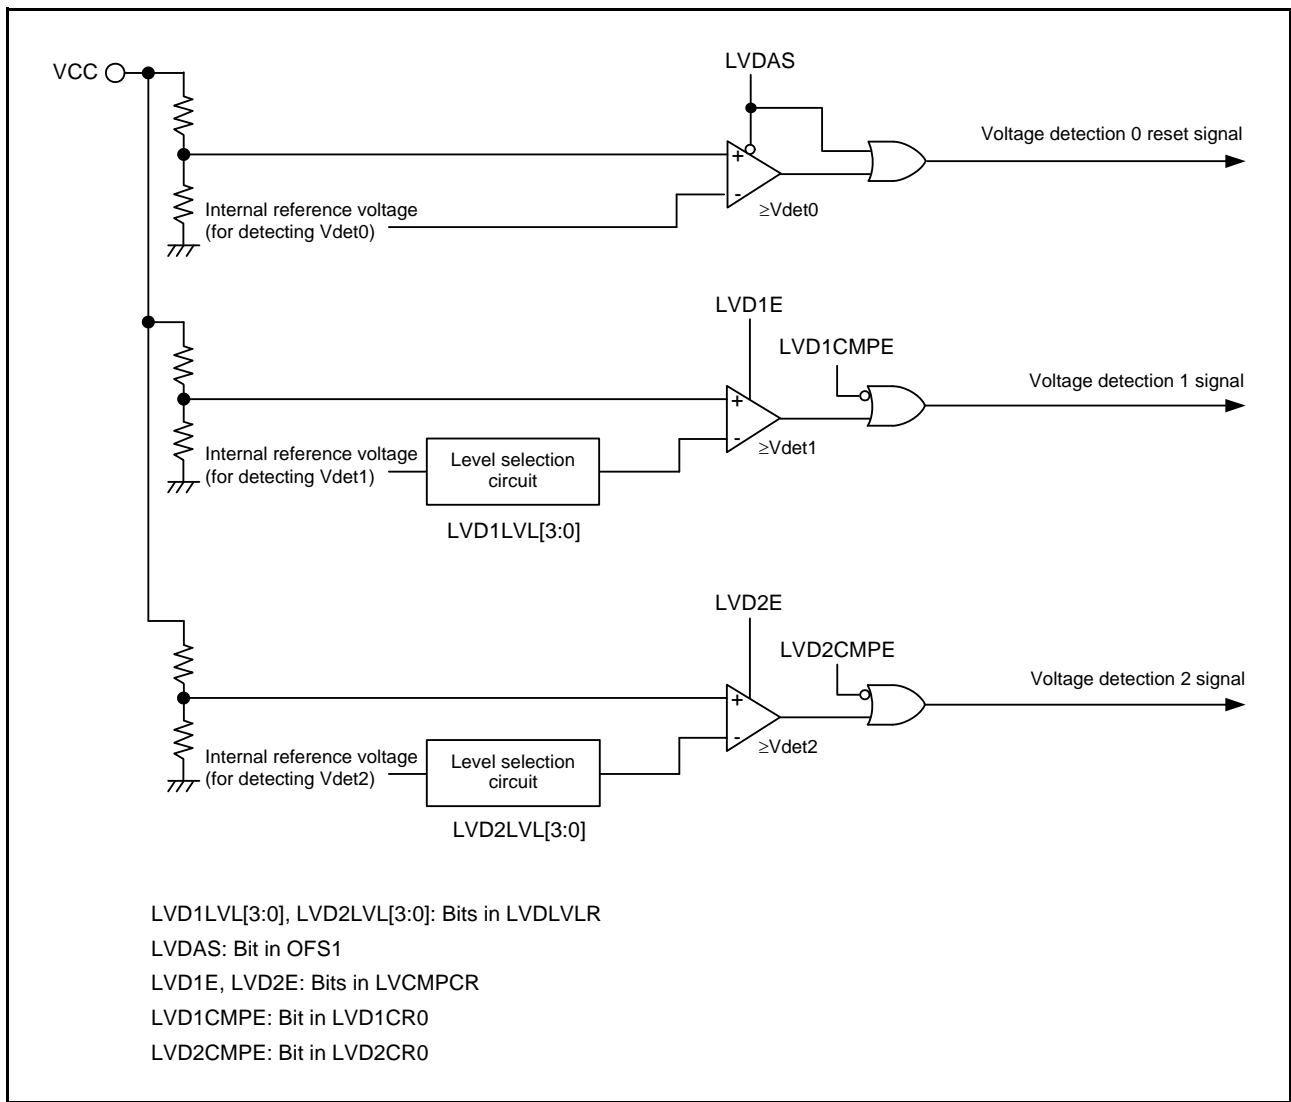 VCC
LVDAS
Voltage detection 0 reset signal
+
-
≥Vdet0
Internal reference voltage
(for detecting Vdet0)
LVD1E
LVD1CMPE
Voltage detection 1 signal
+
-
≥Vdet1
Internal reference voltage
(for detecting Vdet1)
Level selection
circuit
LVD1LVL[3:0]
LVD2E
LVD2CMPE
Voltage detection 2 signal
+
-
≥Vdet2
Internal reference voltage
(for detecting Vdet2)
Level selection
circuit
LVD2LVL[3:0]
LVD1LVL[3:0], LVD2LVL[3:0]: Bits in LVDLVLR
LVDAS: Bit in OFS1
LVD1E, LVD2E: Bits in LVCMPCR
LVD1CMPE: Bit in LVD1CR0
LVD2CMPE: Bit in LVD2CR0